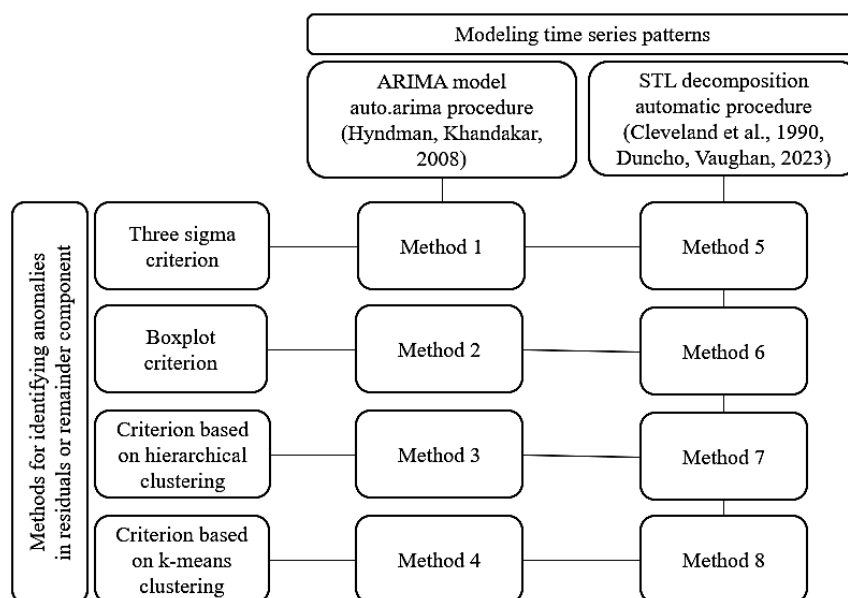 Modeling time series patterns
ARIMA model
auto.arima procedure
(Hyndman, Khandakar,
2008)
STL decomposition
automatic procedure
(Cleveland et al., 1990,
Duncho, Vaughan, 2023)
Methods for identifying anomalies
in residuals or remainder component
Three sigma
criterion
Method 1
Method 5
Boxplot
criterion
Method 2
Method 6
Criterion based
on hierarchical
clustering
Method 3
Method 7
Criterion based
on k-means
clustering
Method 4
Method 8